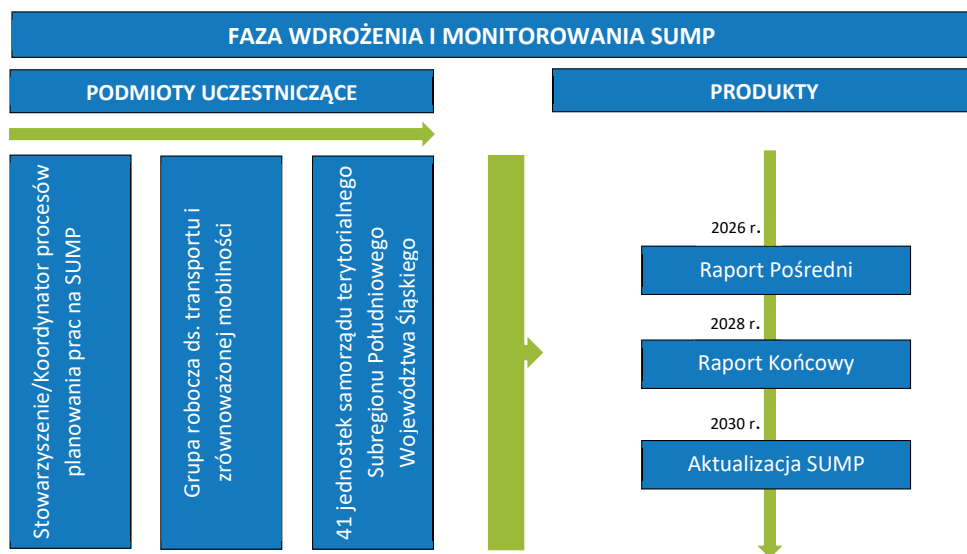 FAZA WDROŻENIA I MONITOROWANIA SUMP
PODMIOTY UCZESTNICZĄCE
Stowarzyszenie/Koordynator procesów
planowania prac na SUMP
Grupa robocza ds. transportu i
zrównoważonej mobilności
41 jednostek samorządu terytorialnego
Subregionu Południowego
Województwa Śląskiego
PRODUKTY
2026 r.
Raport Pośredni
2028 r.
Raport Końcowy
2030 r.
Aktualizacja SUMP